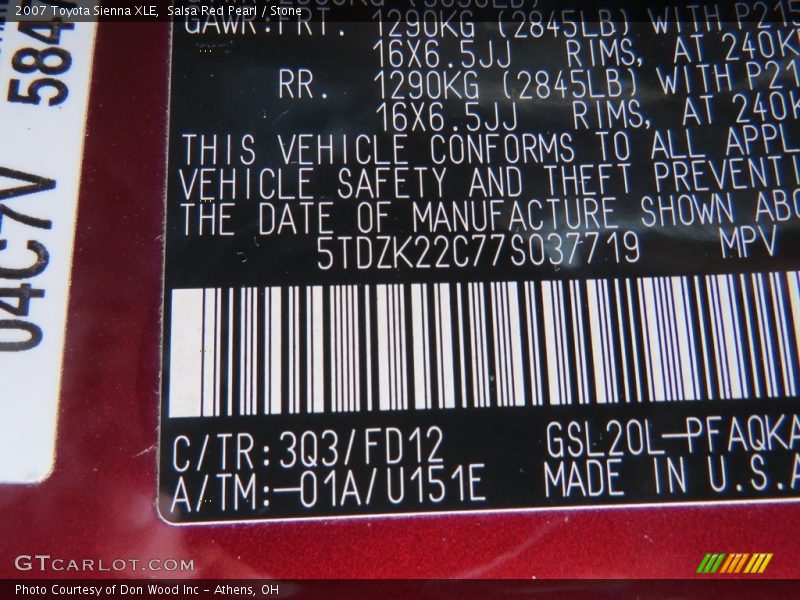 2007 Toyota Sienna XLE, Salsa Red Pearl / Stone
GAWR:FRT. 1290KG (2845LB) WITH P215
16X6.5JJ RIMS, AT 240K
RR. 1290KG (2845LB) WITH P21
16X6.5JJ RIMS, AT 240K
THIS VEHICLE CONFORMS TO ALL APPL
VEHICLE SAFETY AND THEFT PREVENTI
THE DATE OF MANUFACTURE SHOWN ABO
5TDZK22C77S037719 MPV
C/TR:3Q3/FD12 GSL20L-PFAQKA
A/TM:-01A/U151E MADE IN U.S.A
04C7V 584
GTCARLOT.COM
Photo Courtesy of Don Wood Inc - Athens, OH